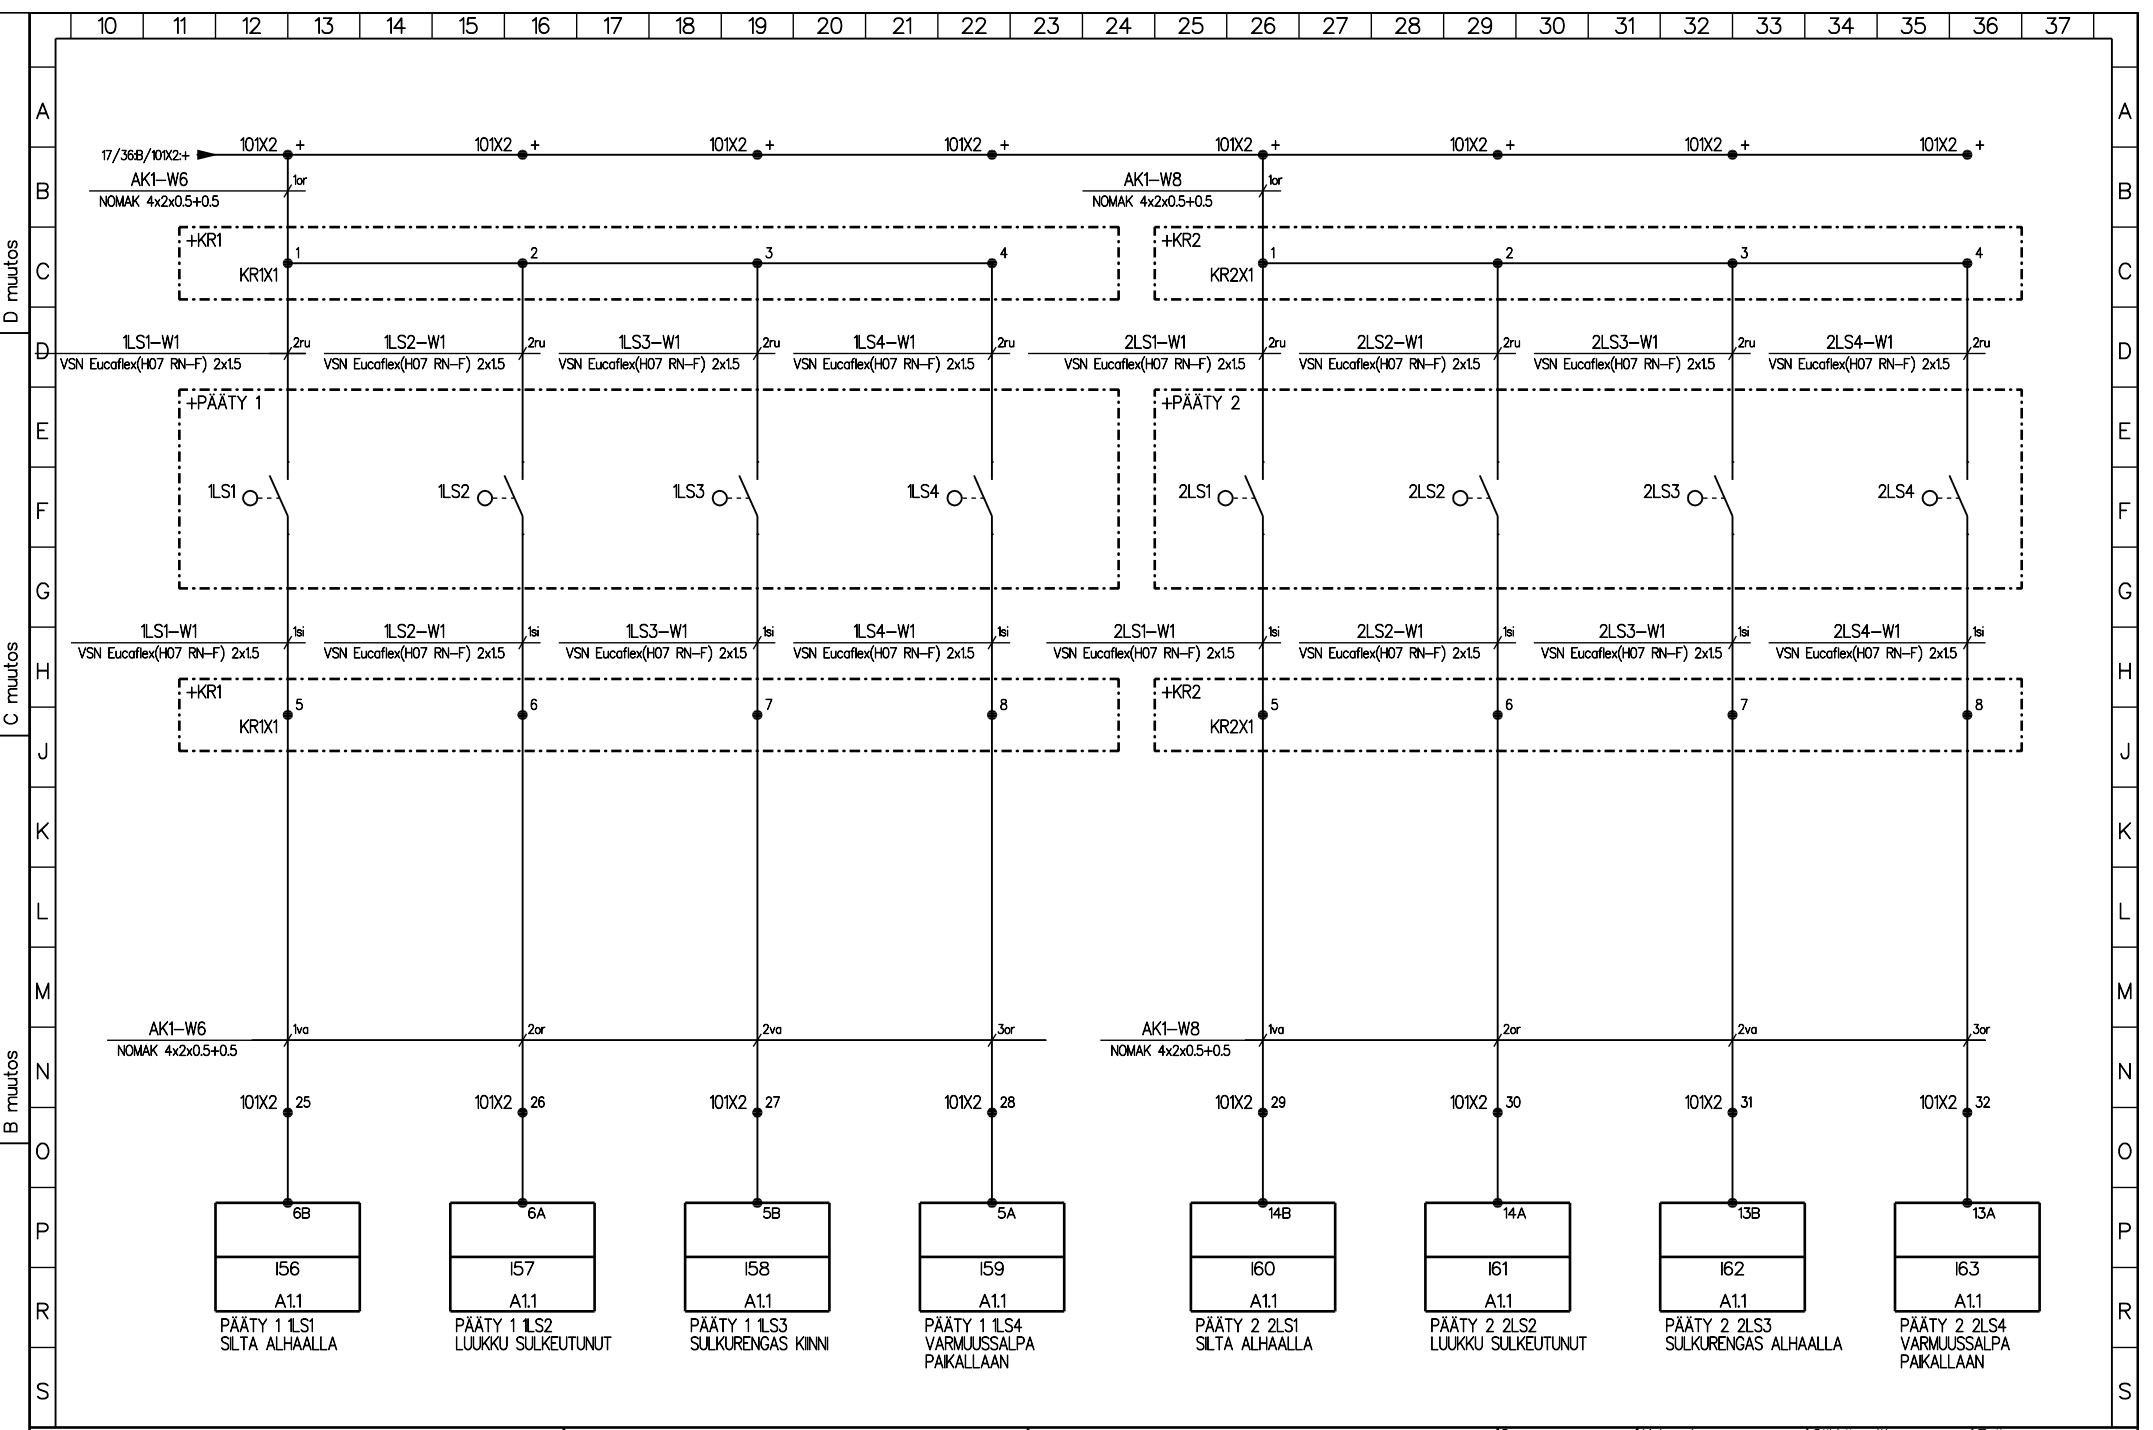 10 11 12 13 14 15 16 17 18 19 20 21 22 23 24 25 26 27 28 29 30 31 32 33 34 35 36 37
A A
101X2 + 101X2 + 101X2 + 101X2 + 101X2 + 101X2 + 101X2 + 101X2 +
17/36:B/101X2:+
AK1-W6 1or AK1-W8 1or
B B
NOMAK 4x2x0.5+0.5 NOMAK 4x2x0.5+0.5
+KR1 +KR2
1 2 3 4 1 2 3 4
C C
KR1X1 KR2X1
D muutos
1LS1-W1 2ru 1LS2-W1 2ru 1LS3-W1 2ru 1LS4-W1 2ru 2LS1-W1 2ru 2LS2-W1 2ru 2LS3-W1 2ru 2LS4-W1 2ru
D D
VSN Eucaflex(H07 RN-F) 2x1.5 VSN Eucaflex(H07 RN-F) 2x1.5 VSN Eucaflex(H07 RN-F) 2x1.5 VSN Eucaflex(H07 RN-F) 2x1.5 VSN Eucaflex(H07 RN-F) 2x1.5 VSN Eucaflex(H07 RN-F) 2x1.5 VSN Eucaflex(H07 RN-F) 2x1.5 VSN Eucaflex(H07 RN-F) 2x1.5
+PÄÄTY 1 +PÄÄTY 2
E E
1LS1 1LS2 1LS3 1LS4 2LS1 2LS2 2LS3 2LS4
F F
G G
1LS1-W1 1si 1LS2-W1 1si 1LS3-W1 1si 1LS4-W1 1si 2LS1-W1 1si 2LS2-W1 1si 2LS3-W1 1si 2LS4-W1 1si
VSN Eucaflex(H07 RN-F) 2x1.5 VSN Eucaflex(H07 RN-F) 2x1.5 VSN Eucaflex(H07 RN-F) 2x1.5 VSN Eucaflex(H07 RN-F) 2x1.5 VSN Eucaflex(H07 RN-F) 2x1.5 VSN Eucaflex(H07 RN-F) 2x1.5 VSN Eucaflex(H07 RN-F) 2x1.5 VSN Eucaflex(H07 RN-F) 2x1.5
H H
C muutos
+KR1 +KR2
5 6 7 8 5 6 7 8
KR1X1 KR2X1
J J
K K
L L
M M
AK1-W6 1va 2or 2va 3or AK1-W8 1va 2or 2va 3or
NOMAK 4x2x0.5+0.5 NOMAK 4x2x0.5+0.5
N N
B muutos
101X2 25 101X2 26 101X2 27 101X2 28 101X2 29 101X2 30 101X2 31 101X2 32
O O
6B 6A 5B 5A 14B 14A 13B 13A
P P
I56 I57 I58 I59 I60 I61 I62 I63
A1.1 A1.1 A1.1 A1.1 A1.1 A1.1 A1.1 A1.1
R R
PÄÄTY 1 1LS1
SILTA ALHAALLA
PÄÄTY 1 1LS2
LUUKKU SULKEUTUNUT
PÄÄTY 1 1LS3
SULKURENGAS KIINNI
PÄÄTY 1 1LS4
VARMUUSSALPA
PAIKALLAAN
PÄÄTY 2 2LS1
SILTA ALHAALLA
PÄÄTY 2 2LS2
LUUKKU SULKEUTUNUT
PÄÄTY 2 2LS3
SULKURENGAS ALHAALLA
PÄÄTY 2 2LS4
VARMUUSSALPA
PAIKALLAAN
S S